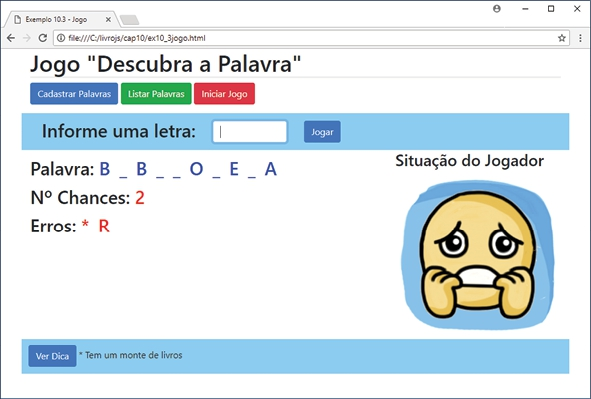 Exemplo 10.3 - Jogo
file:///C:/livrojs/cap10/ex10_3jogo.html
Jogo "Descubra a Palavra"
Cadastrar Palavras Listar Palavras Iniciar Jogo
Informe uma letra: Jogar
Palavra: B _ B _ _ O _ E _ A
Situação do Jogador
Nº Chances: 2
Erros: * R
Ver Dica * Tem um monte de livros